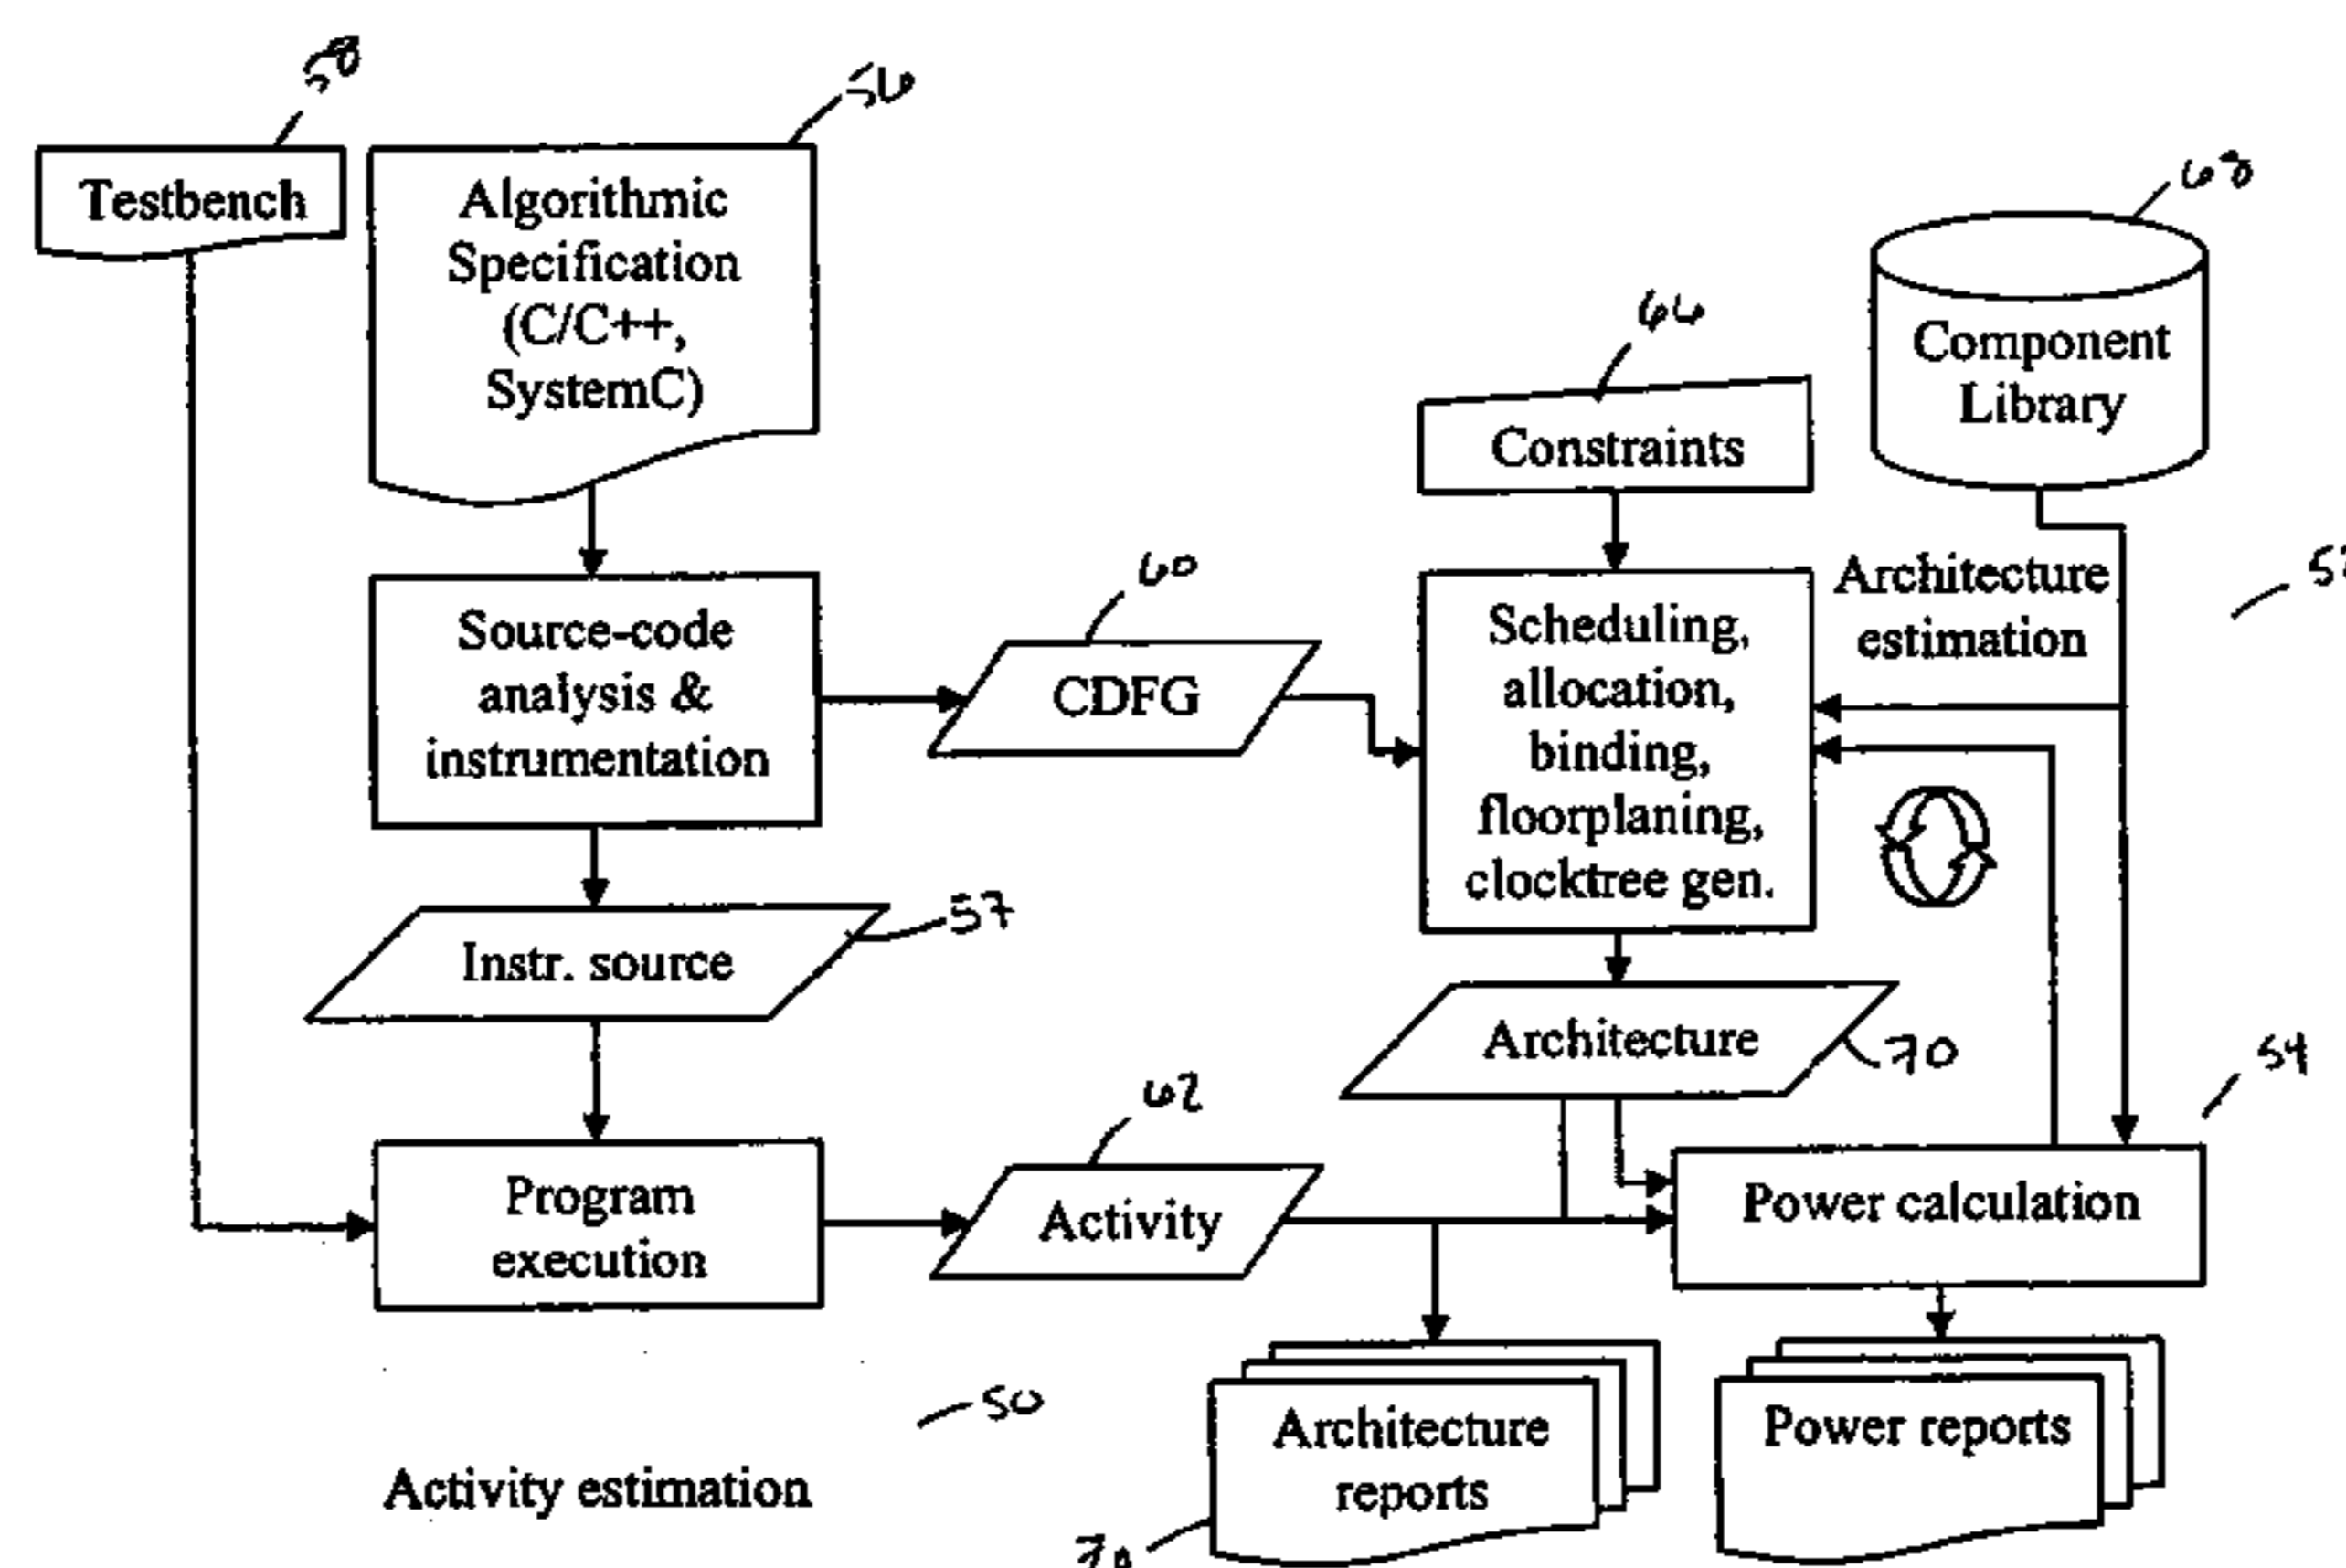 58
56
Testbench
Algorithmic
Specification
(C/C++,
SystemC)
68
Component
Library
66
Constraints
60
Architecture
estimation
Source-code
analysis &
instrumentation
CDFG
Scheduling,
allocation,
binding,
floorplaning,
clocktree gen.
57
Instr. source
Architecture
70
54
62
Program
execution
Activity
Power calculation
50
Activity estimation
Architecture
reports
Power reports